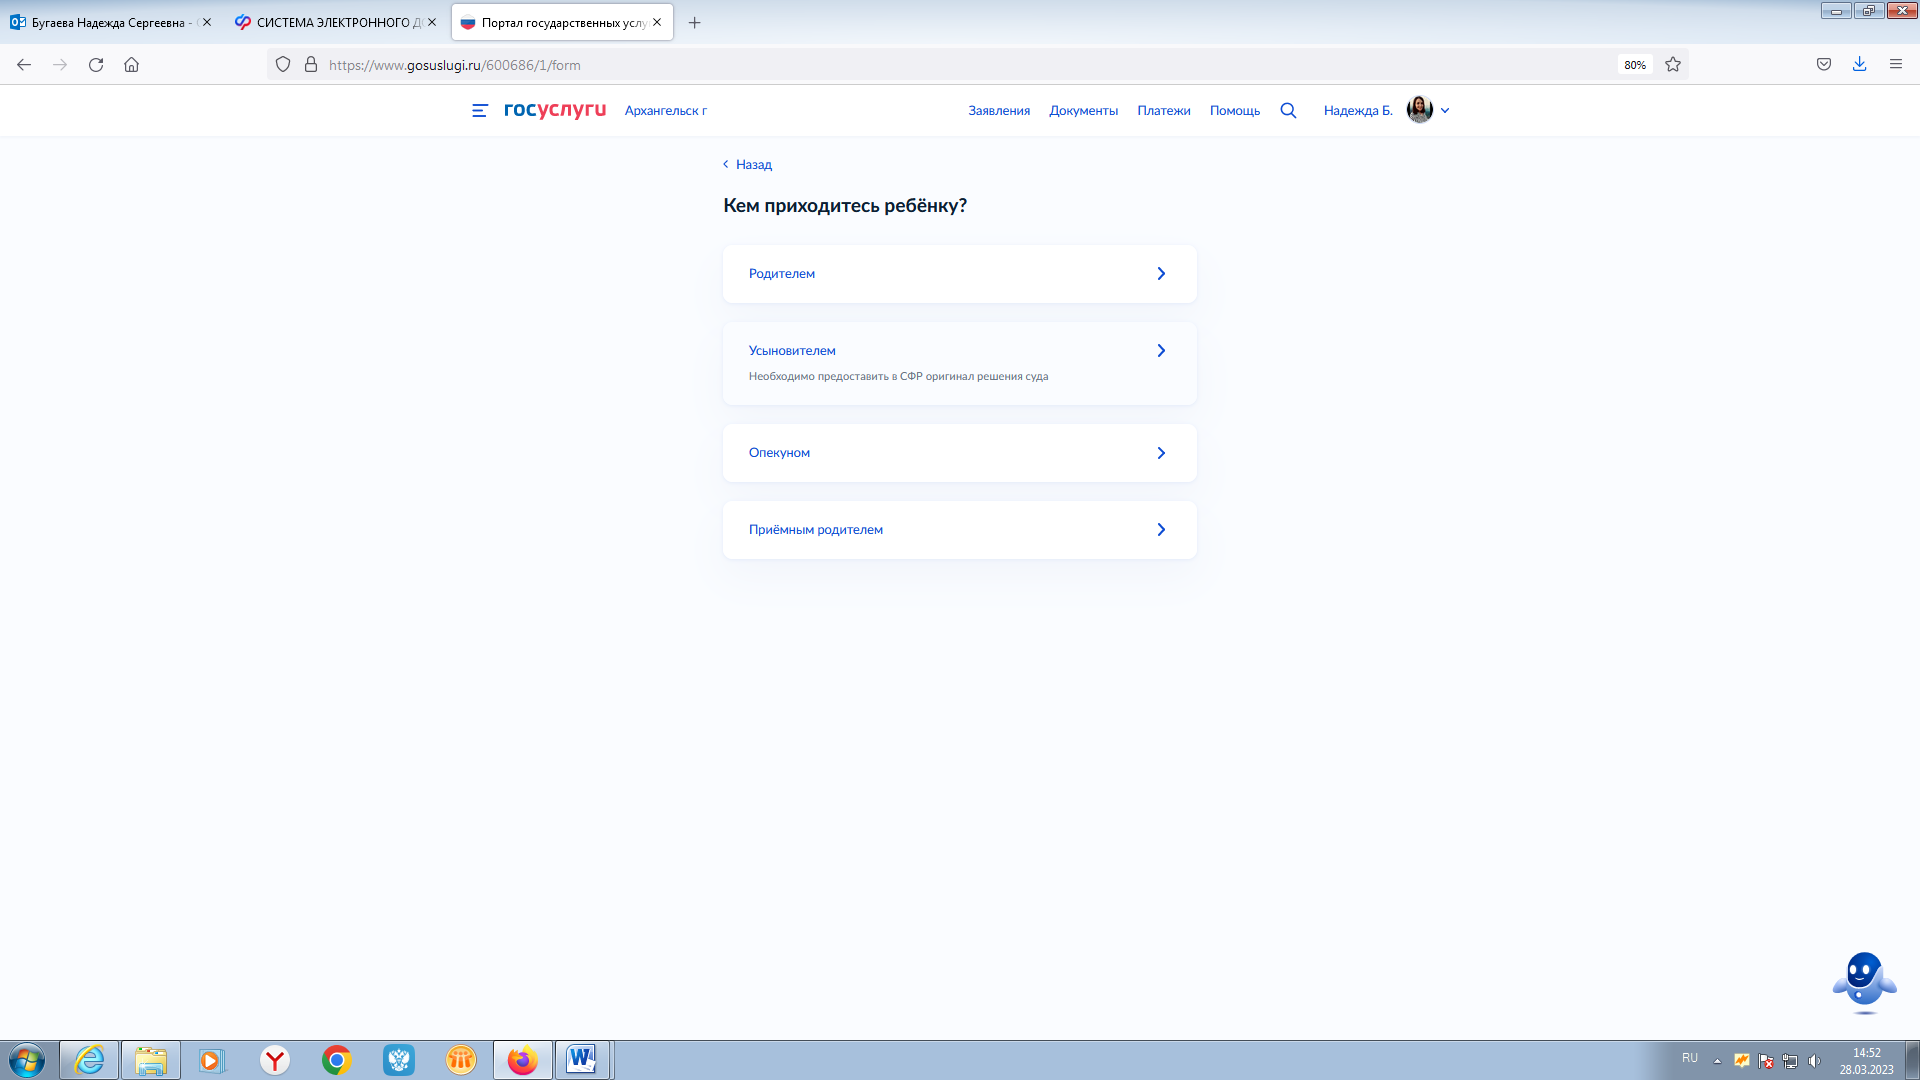 Бугаева Надежда Сергеевна -
СИСТЕМА ЭЛЕКТРОННОГО
Портал государственных услу
https://www.gosuslugi.ru/600686/1/form
80%
госуслуги
Архангельск г
Заявления
Документы
Платежи
Помощь
Надежда Б.
Назад
Кем приходитесь ребёнку?
Родителем
Усыновителем
Необходимо предоставить в СФР оригинал решения суда
Опекуном
Приёмным родителем
RU
14:52
28.03.2023